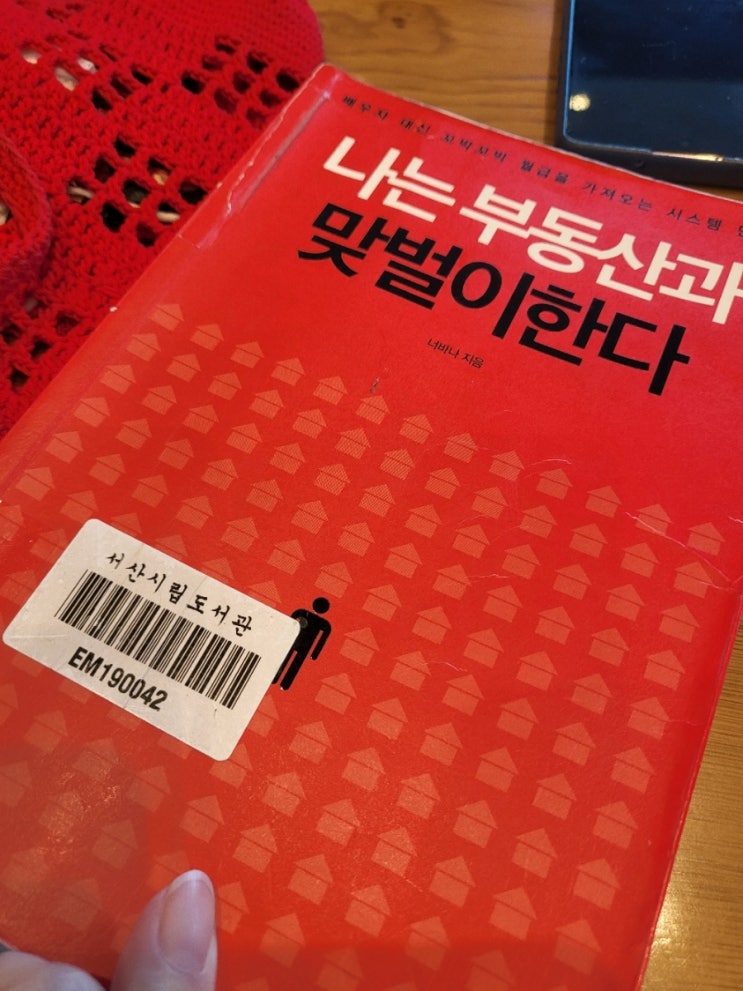 배우자 대신 꼬박꼬박 월급을 가져오는 시스템
나는 부동산과
맞벌이한다
너바나 지음
서산시립도서관
EM190042